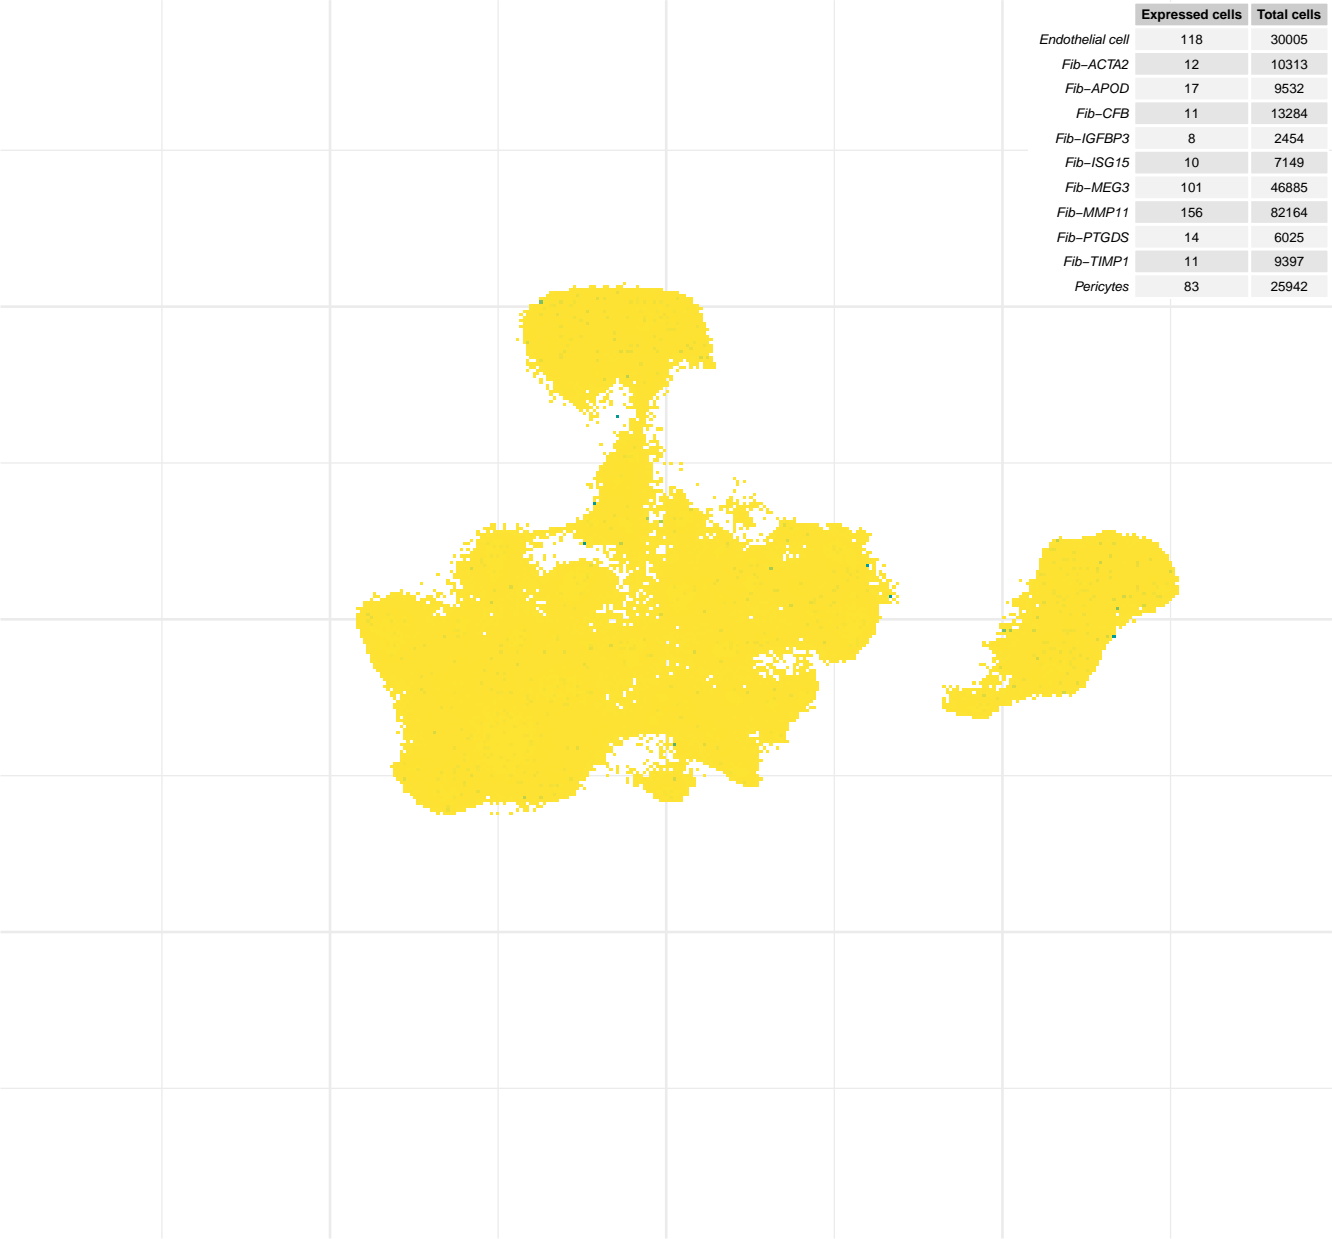 Expressed cells Total cells
Endothelial cell 118 30005
Fib−ACTA2 12 10313
Fib−APOD 17 9532
Fib−CFB 11 13284
Fib−IGFBP3 8 2454
Fib−ISG15 10 7149
Fib−MEG3 101 46885
Fib−MMP11 156 82164
Fib−PTGDS 14 6025
Fib−TIMP1 11 9397
Pericytes 83 25942